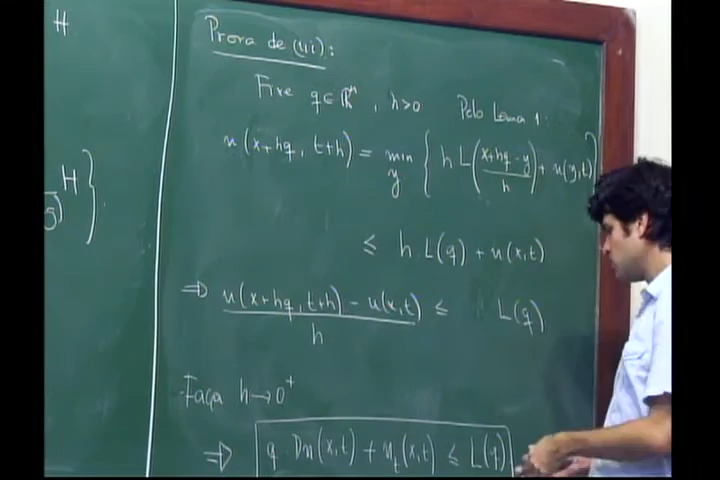 H
H}
g)
Prova de (iii):
Fixe q ∈ ℝⁿ, h>0 Pelo Lema 1:
u(x+hq, t+h) = min_y { h L((x+hq-y)/h) + u(y,t) }
≤ h L(q) + u(x,t)
⇒ (u(x+hq, t+h) - u(x,t))/h ≤ L(q)
Faça h→0⁺
⇒ q · Du(x,t) + u_t(x,t) ≤ L(q)